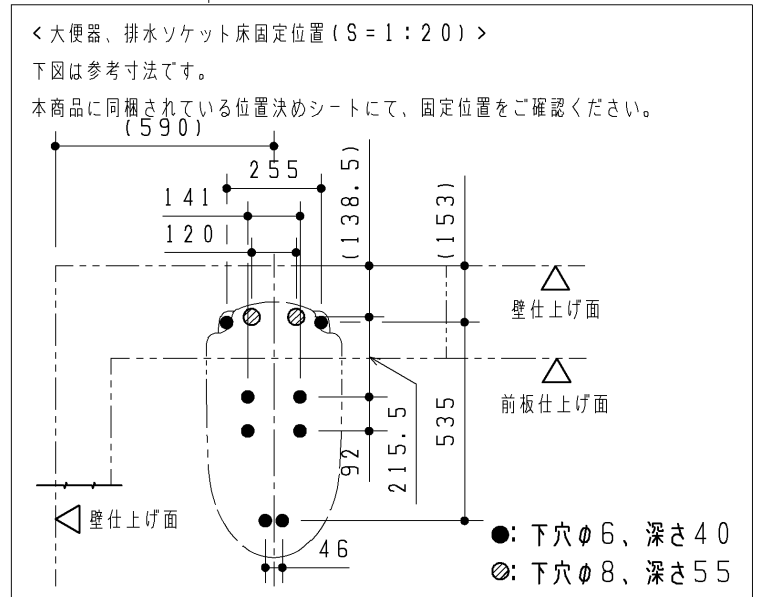 <大便器、排水ソケット床固定位置(S=1:20)>
下図は参考寸法です。
本商品に同梱されている位置決めシートにて、固定位置をご確認ください。
(590)
255
141
120
(138.5)
(153)
壁仕上げ面
前板仕上げ面
92
215.5
535
壁仕上げ面
46
●: 下穴φ6、深さ40
◎: 下穴φ8、深さ55